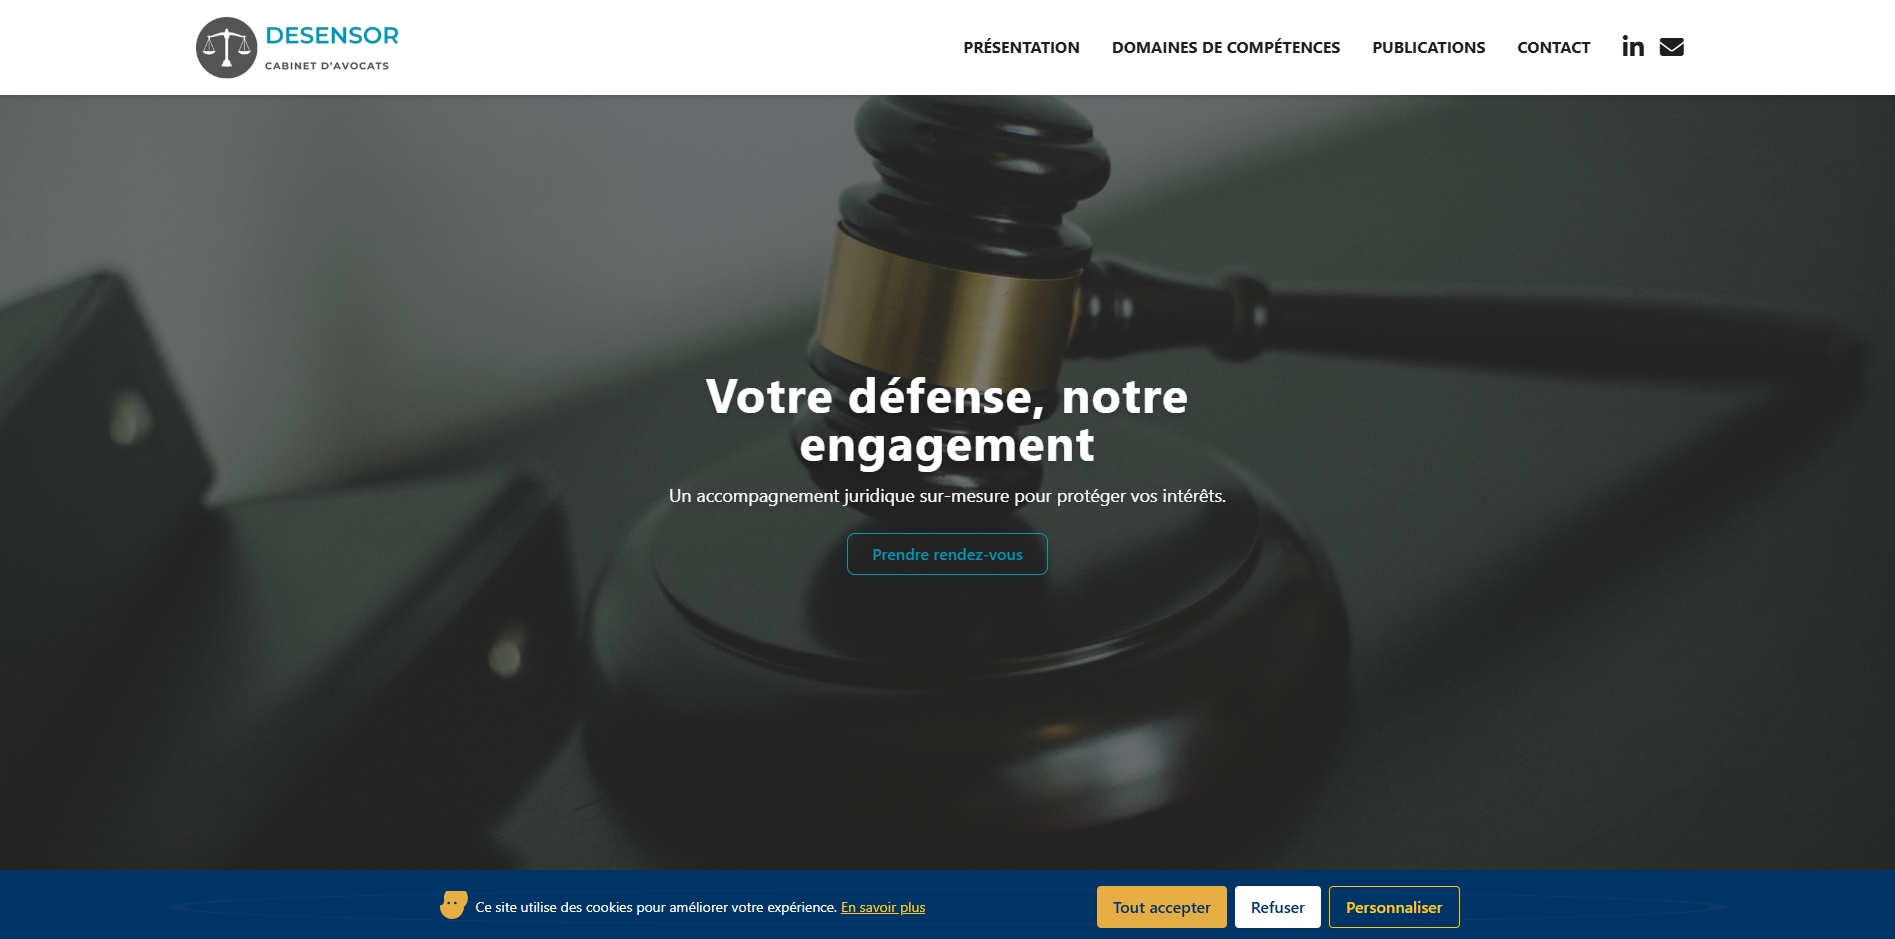 DESENSOR
CABINET D'AVOCATS
PRÉSENTATION
DOMAINES DE COMPÉTENCES
PUBLICATIONS
CONTACT
in
Votre défense, notre
engagement
Un accompagnement juridique sur-mesure pour protéger vos intérêts.
Prendre rendez-vous
Ce site utilise des cookies pour améliorer votre expérience. En savoir plus
Tout accepter
Refuser
Personnaliser